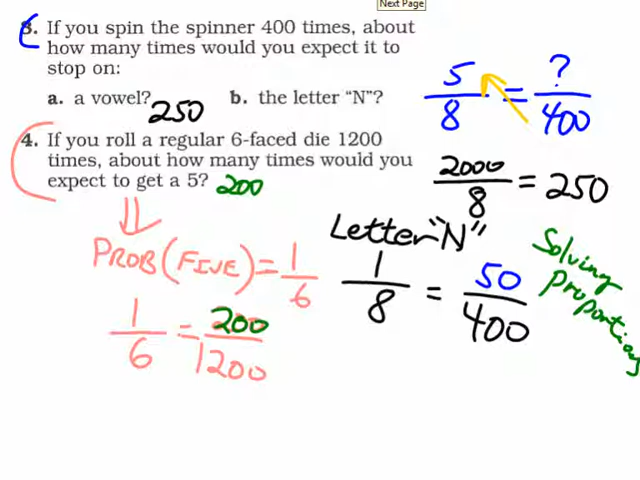 Next Page
3. If you spin the spinner 400 times, about
how many times would you expect it to
stop on:
a. a vowel? 250 b. the letter "N"?
4. If you roll a regular 6-faced die 1200
times, about how many times would you
expect to get a 5? 200
5/8 = ?/400
2000/8 = 250
Letter "N"
1/8 = 50/400
Solving
Proportions
PROB(FIVE) = 1/6
1/6 = 200/1200